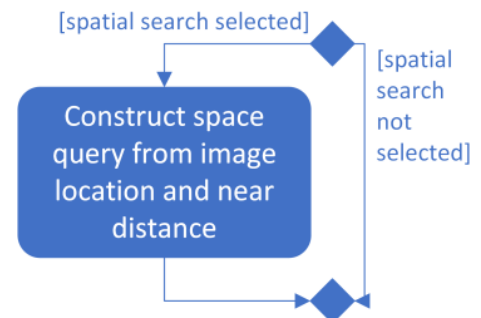 [spatial search selected]
[spatial
search
not
selected]
Construct space
query from image
location and near
distance